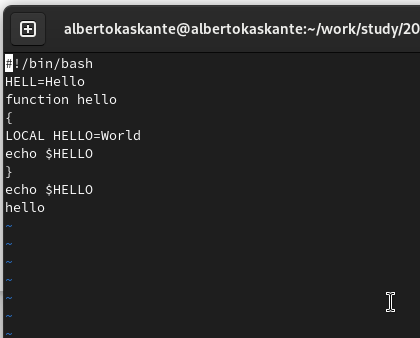 albertokaskante@albertokaskante:~/work/study/20
#!/bin/bash
HELL=Hello
function hello
{
LOCAL HELLO=World
echo $HELLO
}
echo $HELLO
hello
~
~
~
~
~
~
~